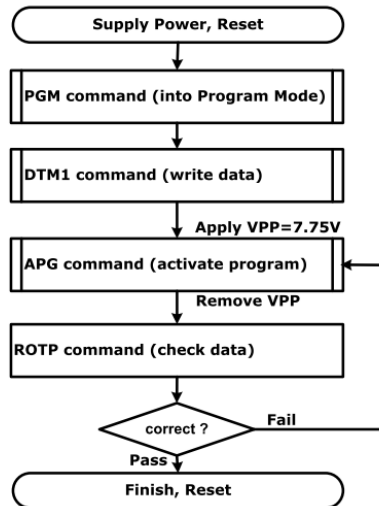 Supply Power, Reset
PGM command (into Program Mode)
DTM1 command (write data)
Apply VPP=7.75V
APG command (activate program)
Remove VPP
ROTP command (check data)
correct ?
Fail
Pass
Finish, Reset